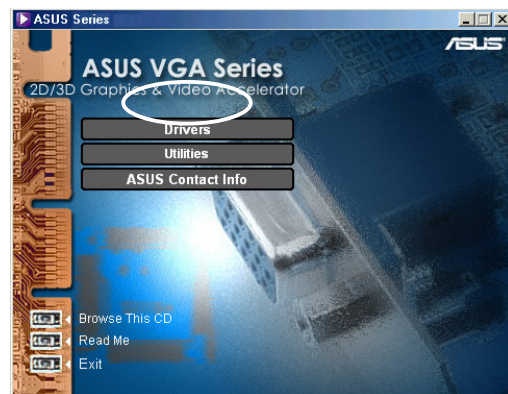 ASUS Series
ASUS
ASUS VGA Series
2D/3D Graphics & Video Accelerator
Drivers
Utilities
ASUS Contact Info
Browse This CD
Read Me
Exit